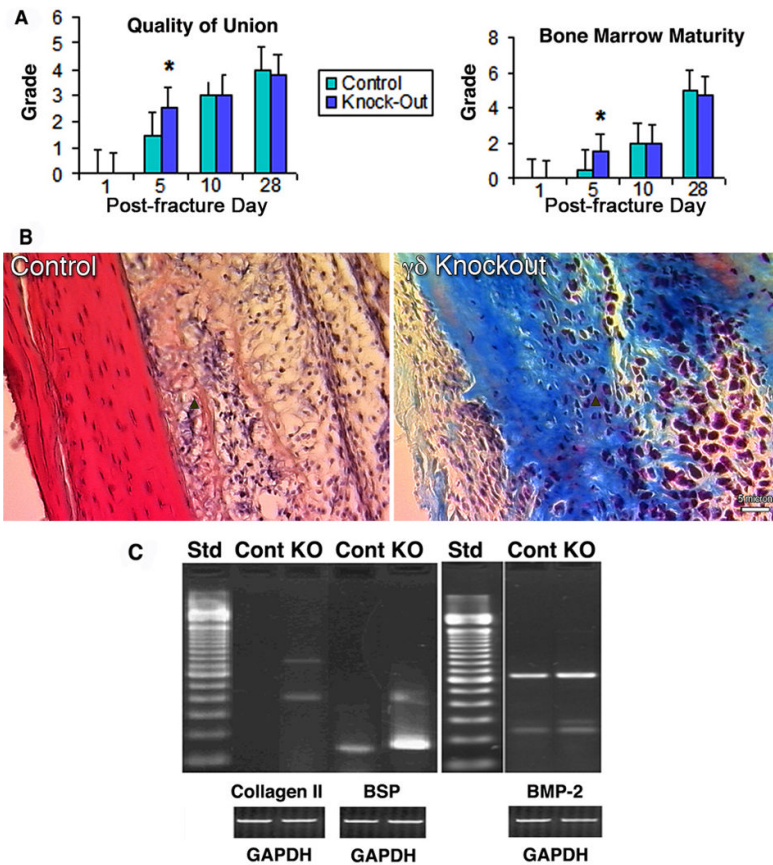 A
Quality of Union
Grade
6
5
4
3
2
1
0
*
1 5 10 28
Post-fracture Day
Control
Knock-Out
Bone Marrow Maturity
Grade
8
6
4
2
0
*
1 5 10 28
Post-fracture Day
B
Control
γδ Knockout
5 micron
C
Std Cont KO Cont KO Std Cont KO
Collagen II BSP BMP-2
GAPDH GAPDH GAPDH